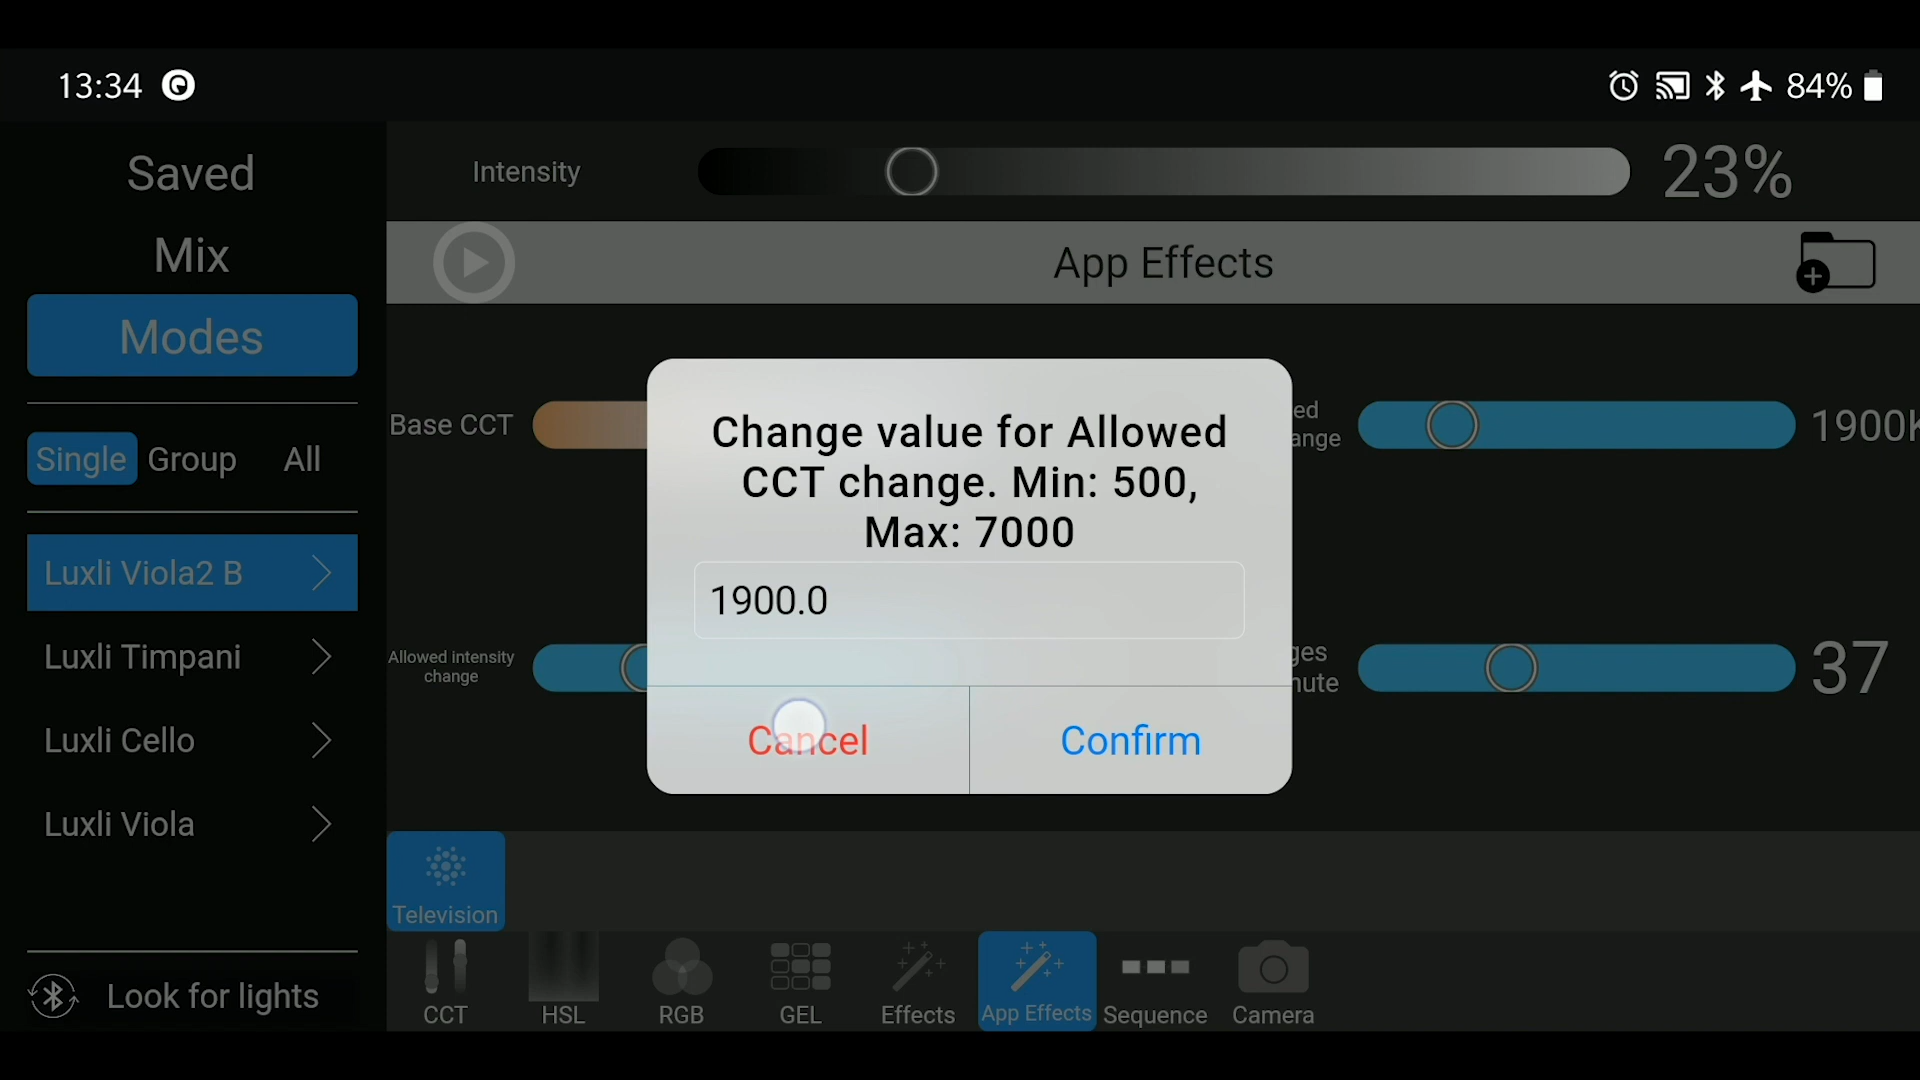 13:34
84%
Saved
Mix
Modes
Single Group All
Luxli Viola2 B
Luxli Timpani
Luxli Cello
Luxli Viola
Look for lights
Intensity
23%
App Effects
Base CCT
ed
ange
1900K
Allowed intensity
change
ges
nute
37
Change value for Allowed
CCT change. Min: 500,
Max: 7000
1900.0
Cancel
Confirm
Television
CCT HSL RGB GEL Effects App Effects Sequence Camera